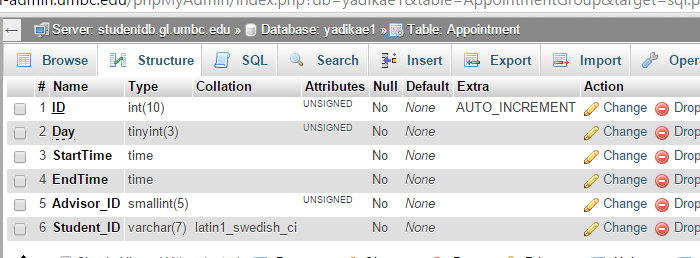 -admin.umbc.edu/phpMyAdmin/index.php?db=yadikae1&table=AppointmentGroup&target=sql.p
Server: studentdb.gl.umbc.edu » Database: yadikae1 » Table: Appointment
Browse Structure SQL Search Insert Export Import Opera
# Name Type Collation Attributes Null Default Extra Action
1 ID int(10) UNSIGNED No None AUTO_INCREMENT Change Drop
2 Day tinyint(3) UNSIGNED No None Change Drop
3 StartTime time No None Change Drop
4 EndTime time No None Change Drop
5 Advisor_ID smallint(5) UNSIGNED No None Change Drop
6 Student_ID varchar(7) latin1_swedish_ci No None Change Drop